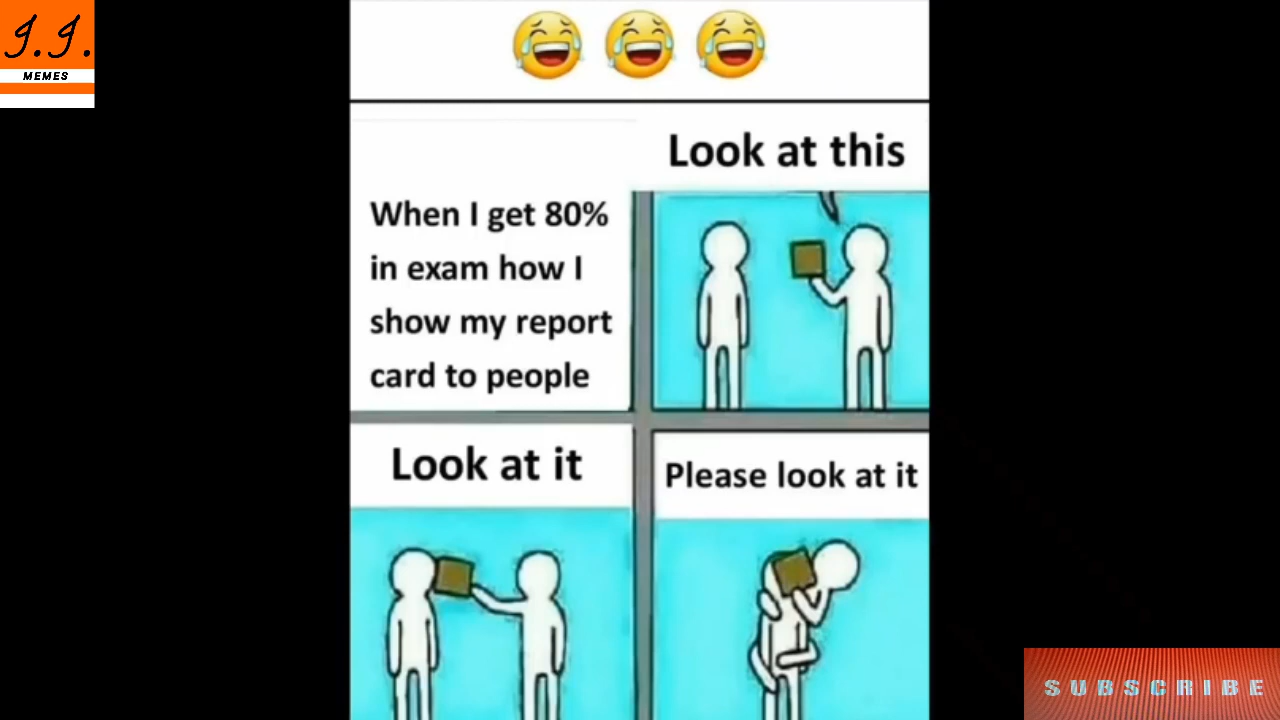 J.J.
MEMES
Look at this
When I get 80%
in exam how I
show my report
card to people
Look at it
Please look at it
SUBSCRIBE